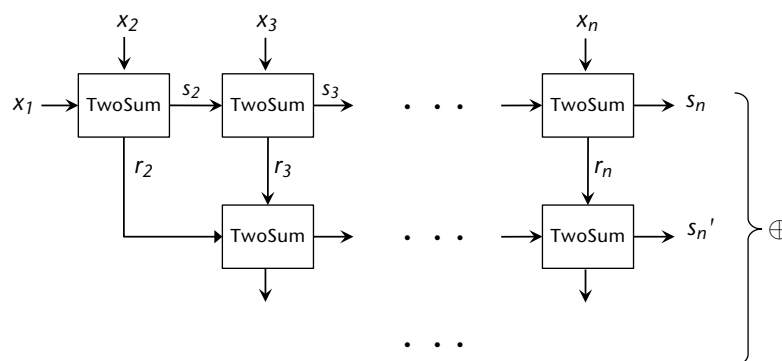 x₂ x₃ xₙ
x₁ TwoSum s₂ TwoSum s₃ . . . TwoSum sₙ
r₂ r₃ rₙ
TwoSum . . . TwoSum sₙ′ ⊕
. . .